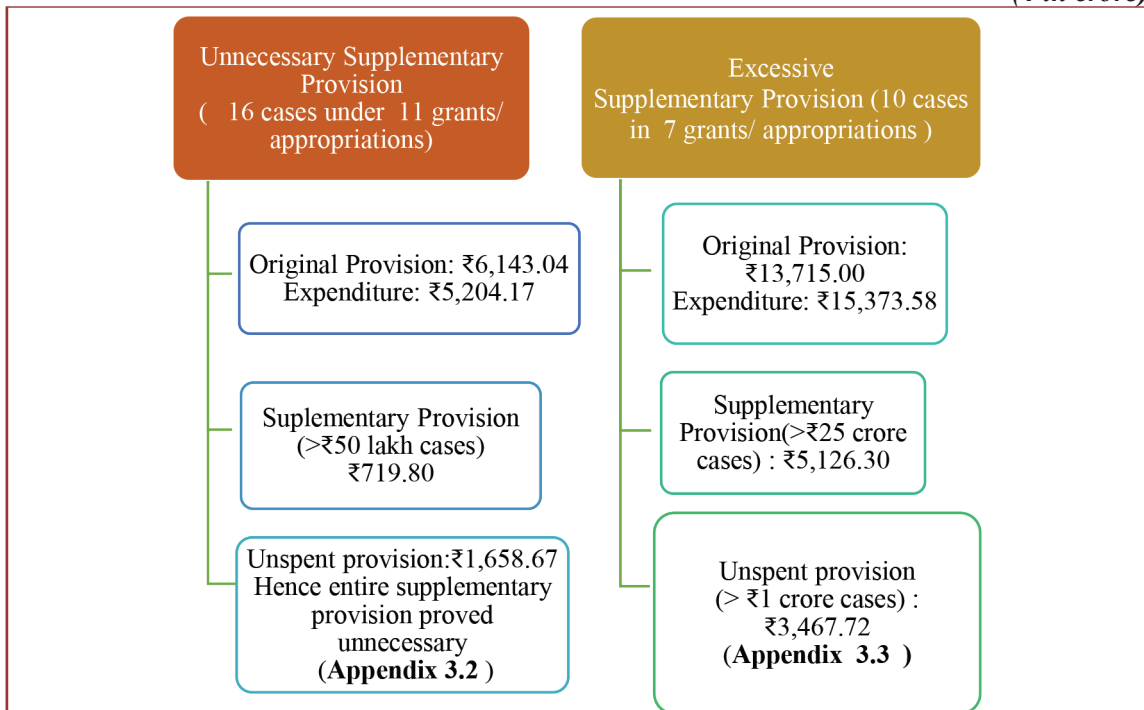 (₹ in crore)
Unnecessary Supplementary
Provision
( 16 cases under 11 grants/
appropriations)
Original Provision: ₹6,143.04
Expenditure: ₹5,204.17
Suplementary Provision
(>₹50 lakh cases)
₹719.80
Unspent provision:₹1,658.67
Hence entire supplementary
provision proved
unnecessary
(Appendix 3.2 )
Excessive
Supplementary Provision (10 cases
in 7 grants/ appropriations )
Original Provision:
₹13,715.00
Expenditure: ₹15,373.58
Supplementary
Provision(>₹25 crore
cases) : ₹5,126.30
Unspent provision
(> ₹1 crore cases) :
₹3,467.72
(Appendix 3.3 )